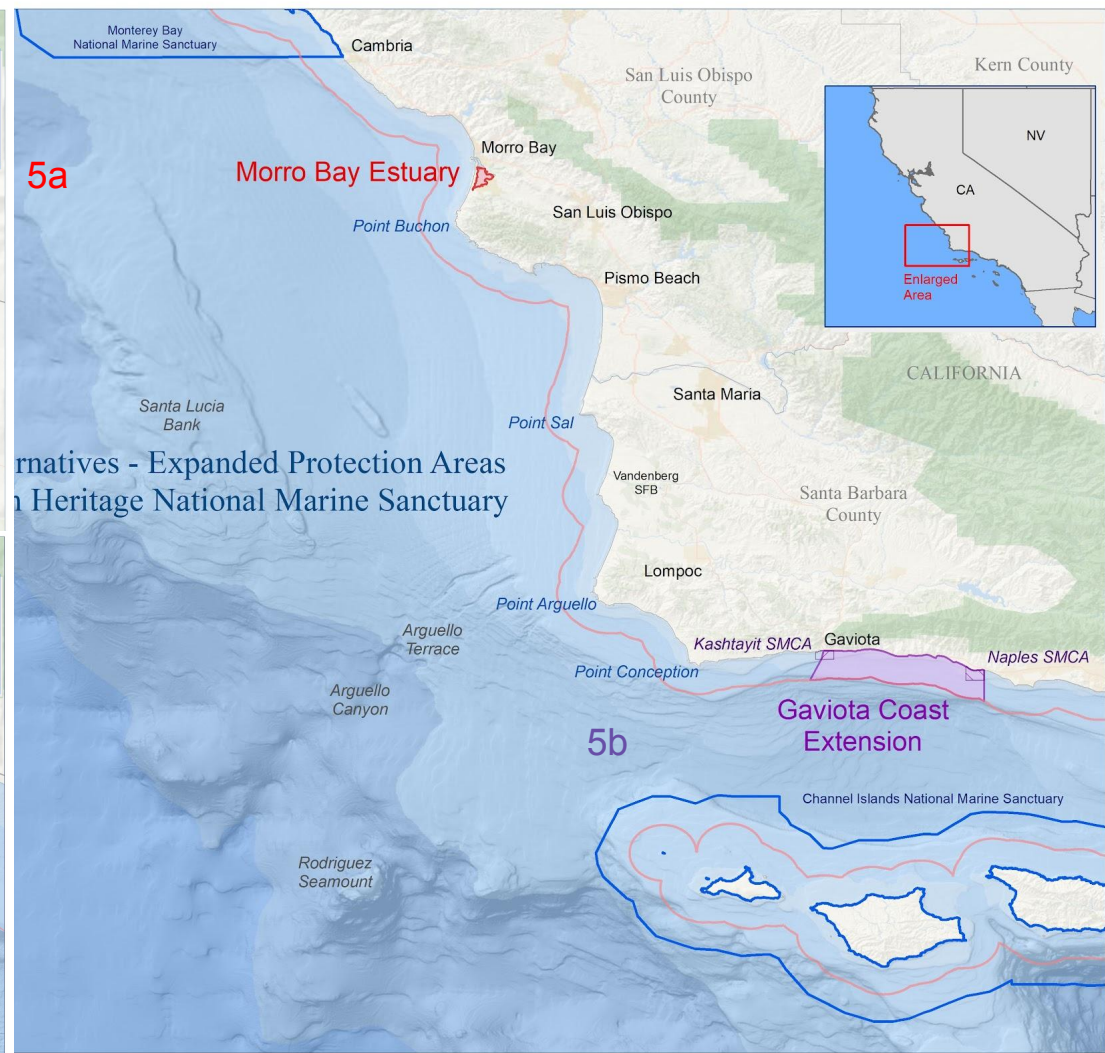 Monterey Bay
National Marine Sanctuary
Cambria
San Luis Obispo
County
Kern County
NV
CA
Enlarged
Area
5a
Morro Bay Estuary
Morro Bay
San Luis Obispo
Point Buchon
Pismo Beach
CALIFORNIA
Santa Lucia
Bank
Santa Maria
Point Sal
rnatives - Expanded Protection Areas
Heritage National Marine Sanctuary
Vandenberg
SFB
Santa Barbara
County
Lompoc
Point Arguello
Arguello
Terrace
Kashtayit SMCA
Gaviota
Naples SMCA
Point Conception
Arguello
Canyon
Gaviota Coast
Extension
5b
Channel Islands National Marine Sanctuary
Rodriguez
Seamount